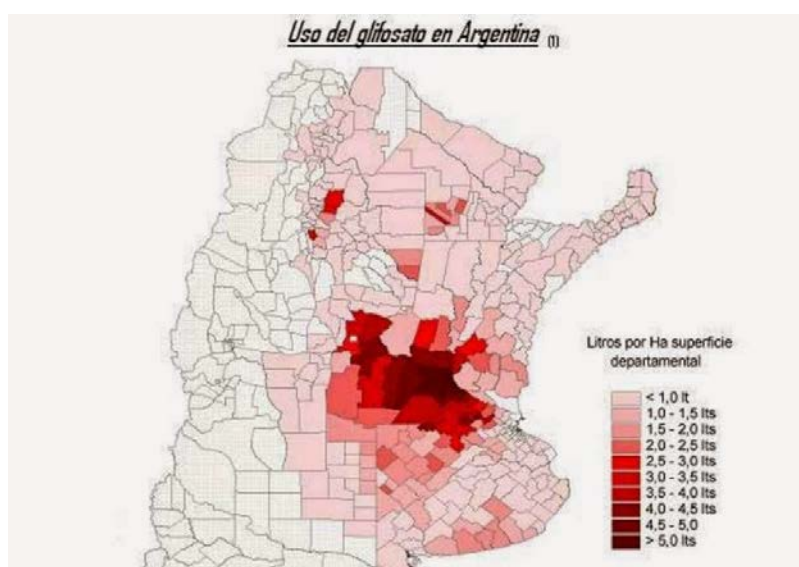 Uso del glifosato en Argentina (1)
Litros por Ha superficie
departamental
< 1,0 lt
1,0 - 1,5 lts
1,5 - 2,0 lts
2,0 - 2,5 lts
2,5 - 3,0 lts
3,0 - 3,5 lts
3,5 - 4,0 lts
4,0 - 4,5 lts
4,5 - 5,0
> 5,0 lts